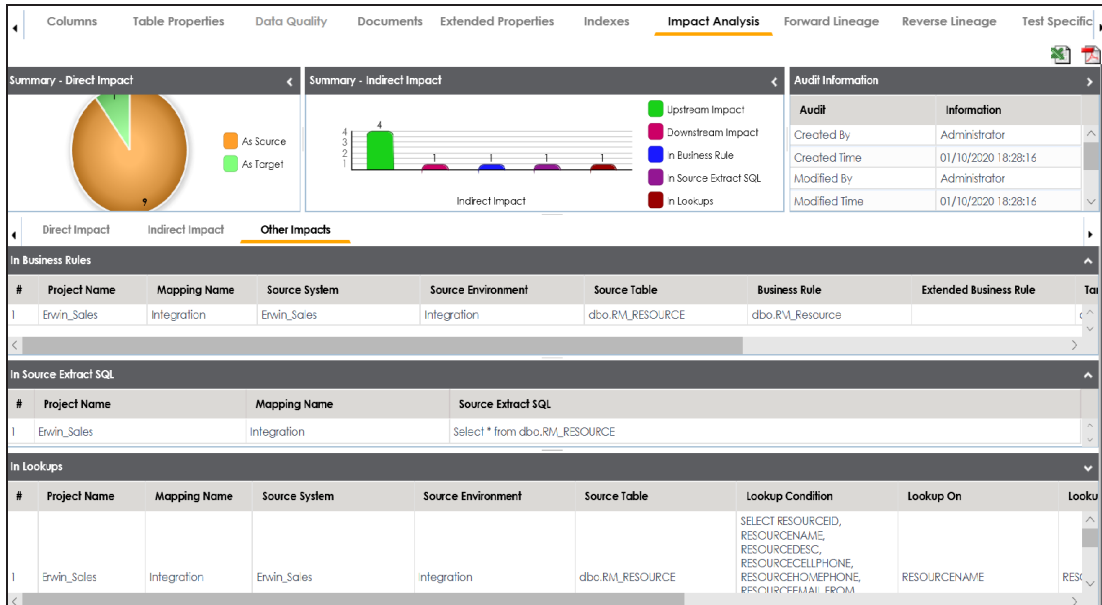 Columns Table Properties Data Quality Documents Extended Properties Indexes Impact Analysis Forward Lineage Reverse Lineage Test Specific
Summary - Direct Impact
1
9
As Source
As Target
Summary - Indirect Impact
4
3
2
1
4 1 1 1 1
Indirect Impact
Upstream Impact
Downstream Impact
In Business Rule
In Source Extract SQL
In Lookups
Audit Information
Audit Information
Created By Administrator
Created Time 01/10/2020 18:28:16
Modified By Administrator
Modified Time 01/10/2020 18:28:16
Direct Impact Indirect Impact Other Impacts
In Business Rules
# Project Name Mapping Name Source System Source Environment Source Table Business Rule Extended Business Rule Tar
1 Erwin_Sales Integration Erwin_Sales Integration dbo.RM_RESOURCE dbo.RM_Resource
In Source Extract SQL
# Project Name Mapping Name Source Extract SQL
1 Erwin_Sales Integration Select * from dbo.RM_RESOURCE
In Lookups
# Project Name Mapping Name Source System Source Environment Source Table Lookup Condition Lookup On Looku
SELECT RESOURCEID,
RESOURCENAME,
RESOURCEDESC,
RESOURCECELLPHONE,
1 Erwin_Sales Integration Erwin_Sales Integration dbo.RM_RESOURCE RESOURCEHOMEPHONE, RESOURCENAME RESC
RESOURCEEMAIL FROM